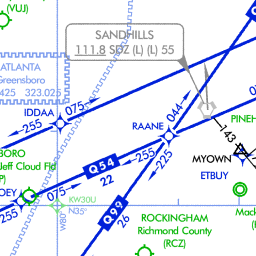 (VUJ)
SANDHILLS
111.8 SDZ (L) (L) 55
ATLANTA
Greensboro
425 323.025
IDDAA
075
255
044
RAANE
PINEH
143
MYOWN
ETBUY
BORO
Jeff Cloud Fld
P)
OEY
Q54
22
255
225
075
255
KW30U
N35°
W80°
Q99
26
ROCKINGHAM
Richmond County
(RCZ)
Mack